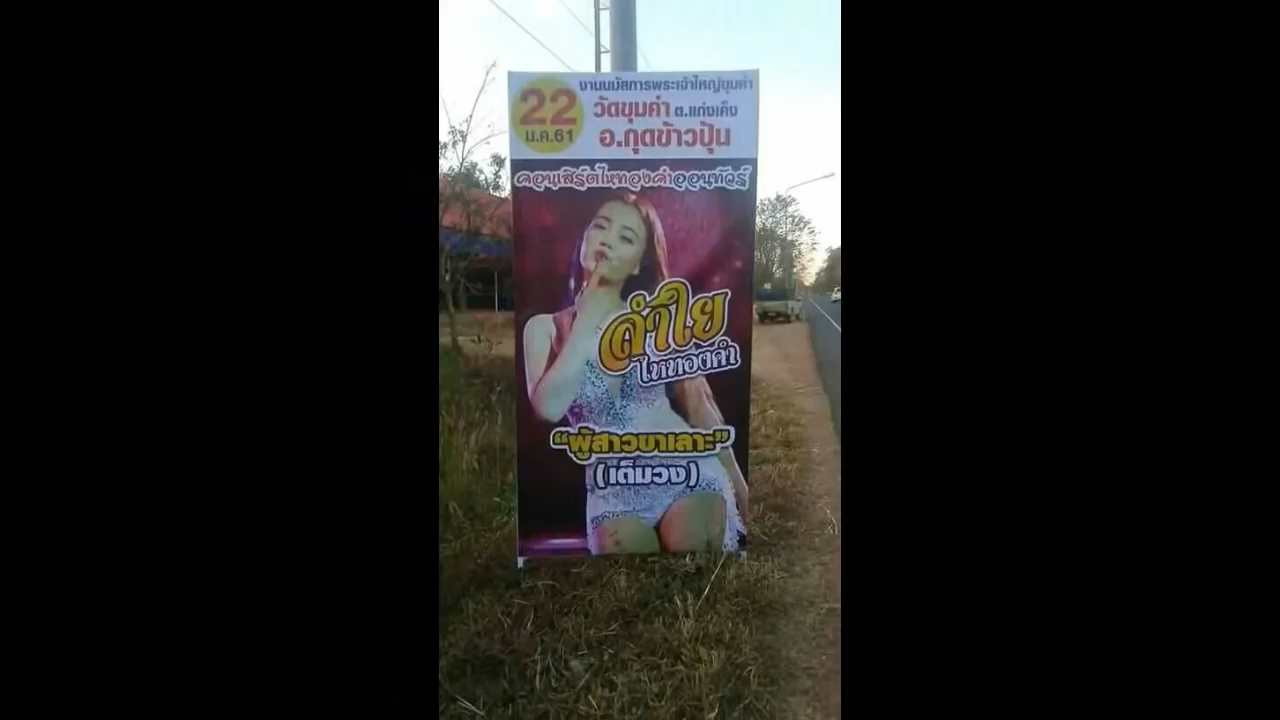 งานนมัสการพระเจ้าใหญ่ขุมคำ
22
ม.ค.61
วัดขุมคำ ต.แก่งเค็ง
อ.กุดข้าวปุ้น
คอนเสิร์ตไหทองคำออนทัวร์
ลำไย
ไหทองคำ
"ผู้สาวขาเลาะ"
(เต็มวง)